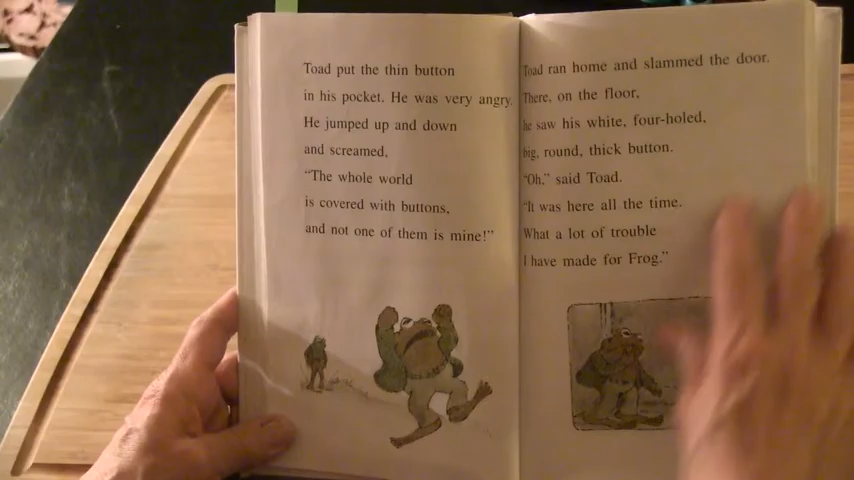 Toad put the thin button
in his pocket. He was very angry.
He jumped up and down
and screamed,
“The whole world
is covered with buttons,
and not one of them is mine!”
Toad ran home and slammed the door.
There, on the floor,
he saw his white, four-holed,
big, round, thick button.
“Oh,” said Toad.
“It was here all the time.
What a lot of trouble
I have made for Frog.”